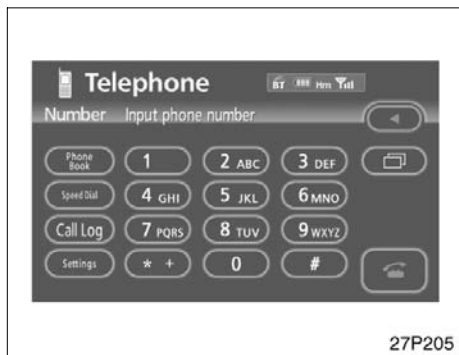 Telephone BT Hm
Number Input phone number
Phone Book 1 2 ABC 3 DEF
Speed Dial 4 GHI 5 JKL 6 MNO
Call Log 7 PQRS 8 TUV 9 WXYZ
Settings * + 0 #
27P205